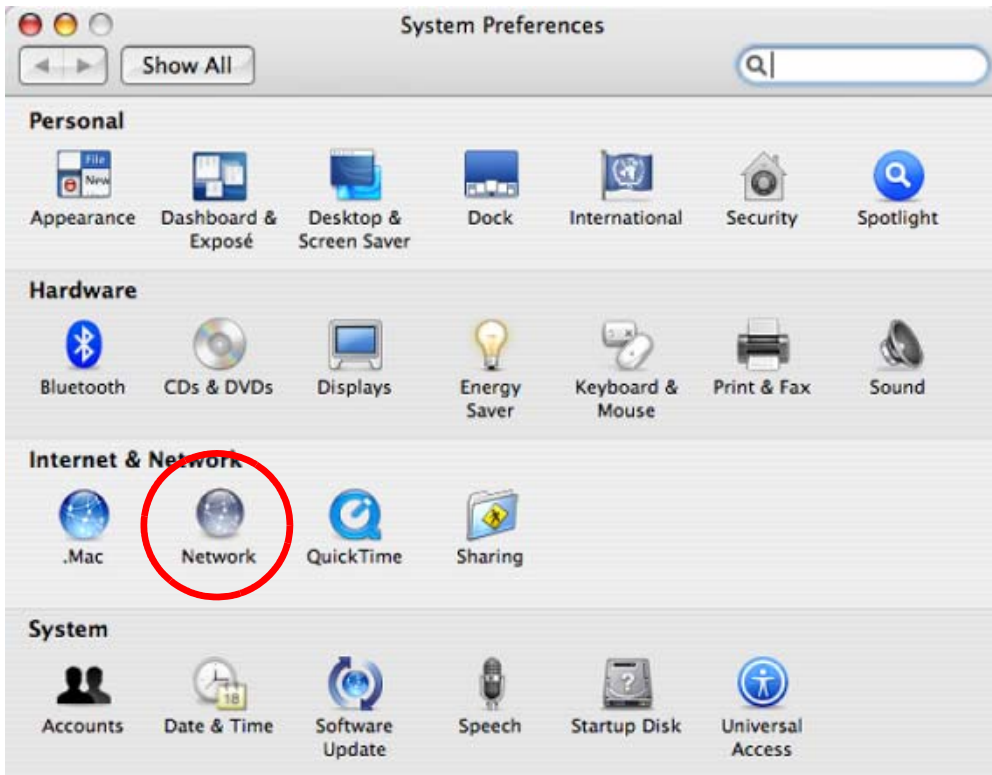 System Preferences
Show All
Personal
File
New
Appearance
Dashboard &
Exposé
Desktop &
Screen Saver
Dock
International
Security
Spotlight
Hardware
Bluetooth
CDs & DVDs
Displays
Energy
Saver
Keyboard &
Mouse
Print & Fax
Sound
Internet & Network
.Mac
Network
QuickTime
Sharing
System
Accounts
18
Date & Time
Software
Update
Speech
?
Startup Disk
Universal
Access